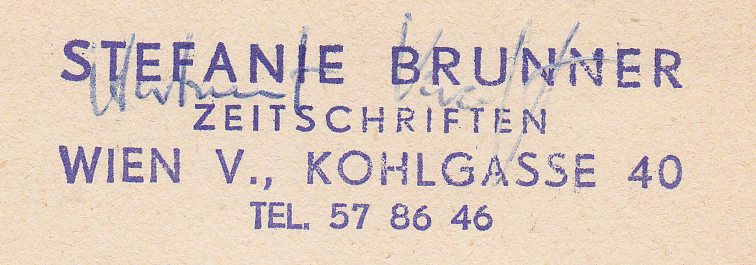 STEFANIE BRUNNER
ZEITSCHRIFTEN
WIEN V., KOHLGASSE 40
TEL. 57 86 46